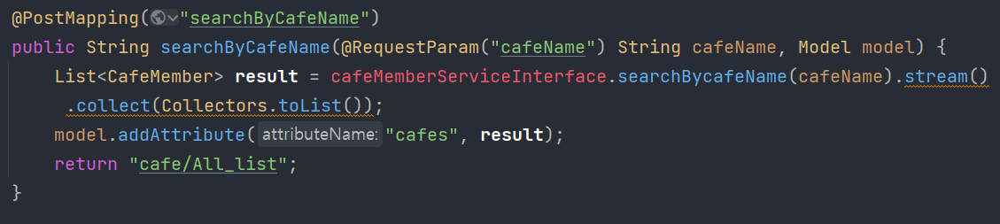 @PostMapping("searchByCafeName")
public String searchByCafeName(@RequestParam("cafeName") String cafeName, Model model) {
    List<CafeMember> result = cafeMemberServiceInterface.searchBycafeName(cafeName).stream()
     .collect(Collectors.toList());
    model.addAttribute( attributeName: "cafes", result);
    return "cafe/All_list";
}